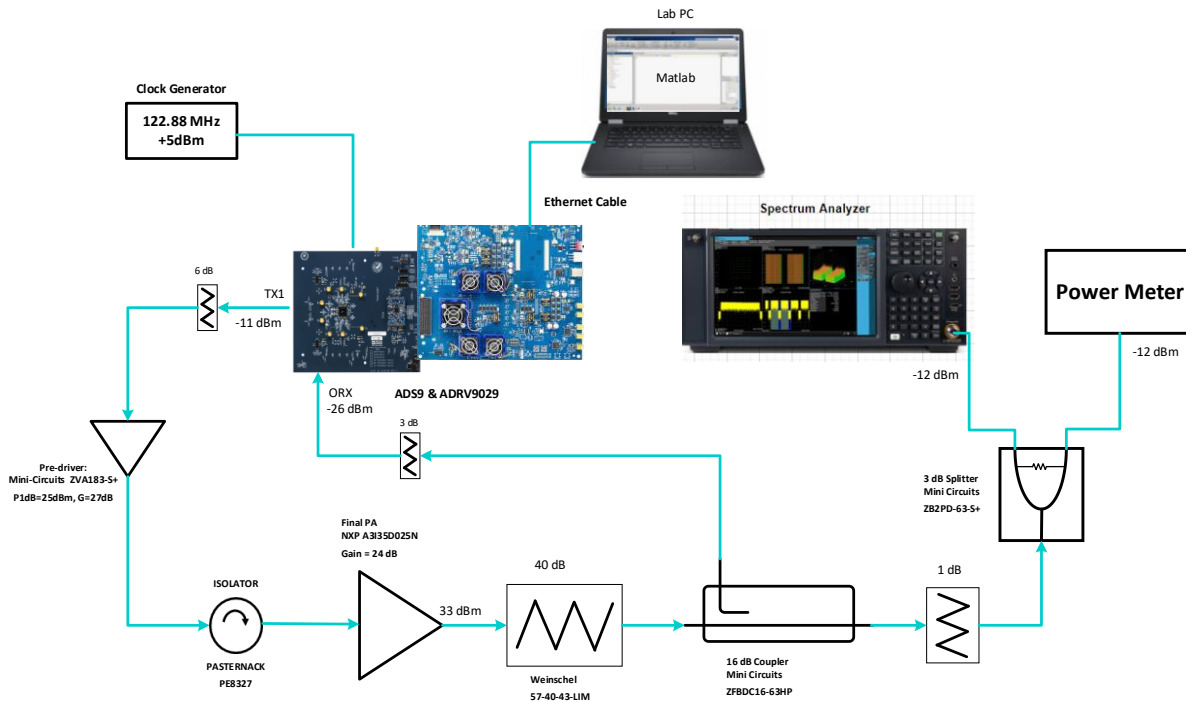 Lab PC
Matlab
Clock Generator
122.88 MHz
+5dBm
Ethernet Cable
Spectrum Analyzer
Power Meter
6 dB
TX1
-11 dBm
-12 dBm
-12 dBm
ORX
-26 dBm
ADS9 & ADRV9029
3 dB
Pre-driver:
Mini-Circuits ZVA183-S+
P1dB=25dBm, G=27dB
3 dB Splitter
Mini Circuits
ZB2PD-63-S+
Final PA
NXP A3I35D025N
Gain = 24 dB
ISOLATOR
PASTERNACK
PE8327
33 dBm
40 dB
Weinschel
57-40-43-LIM
16 dB Coupler
Mini Circuits
ZFBDC16-63HP
1 dB